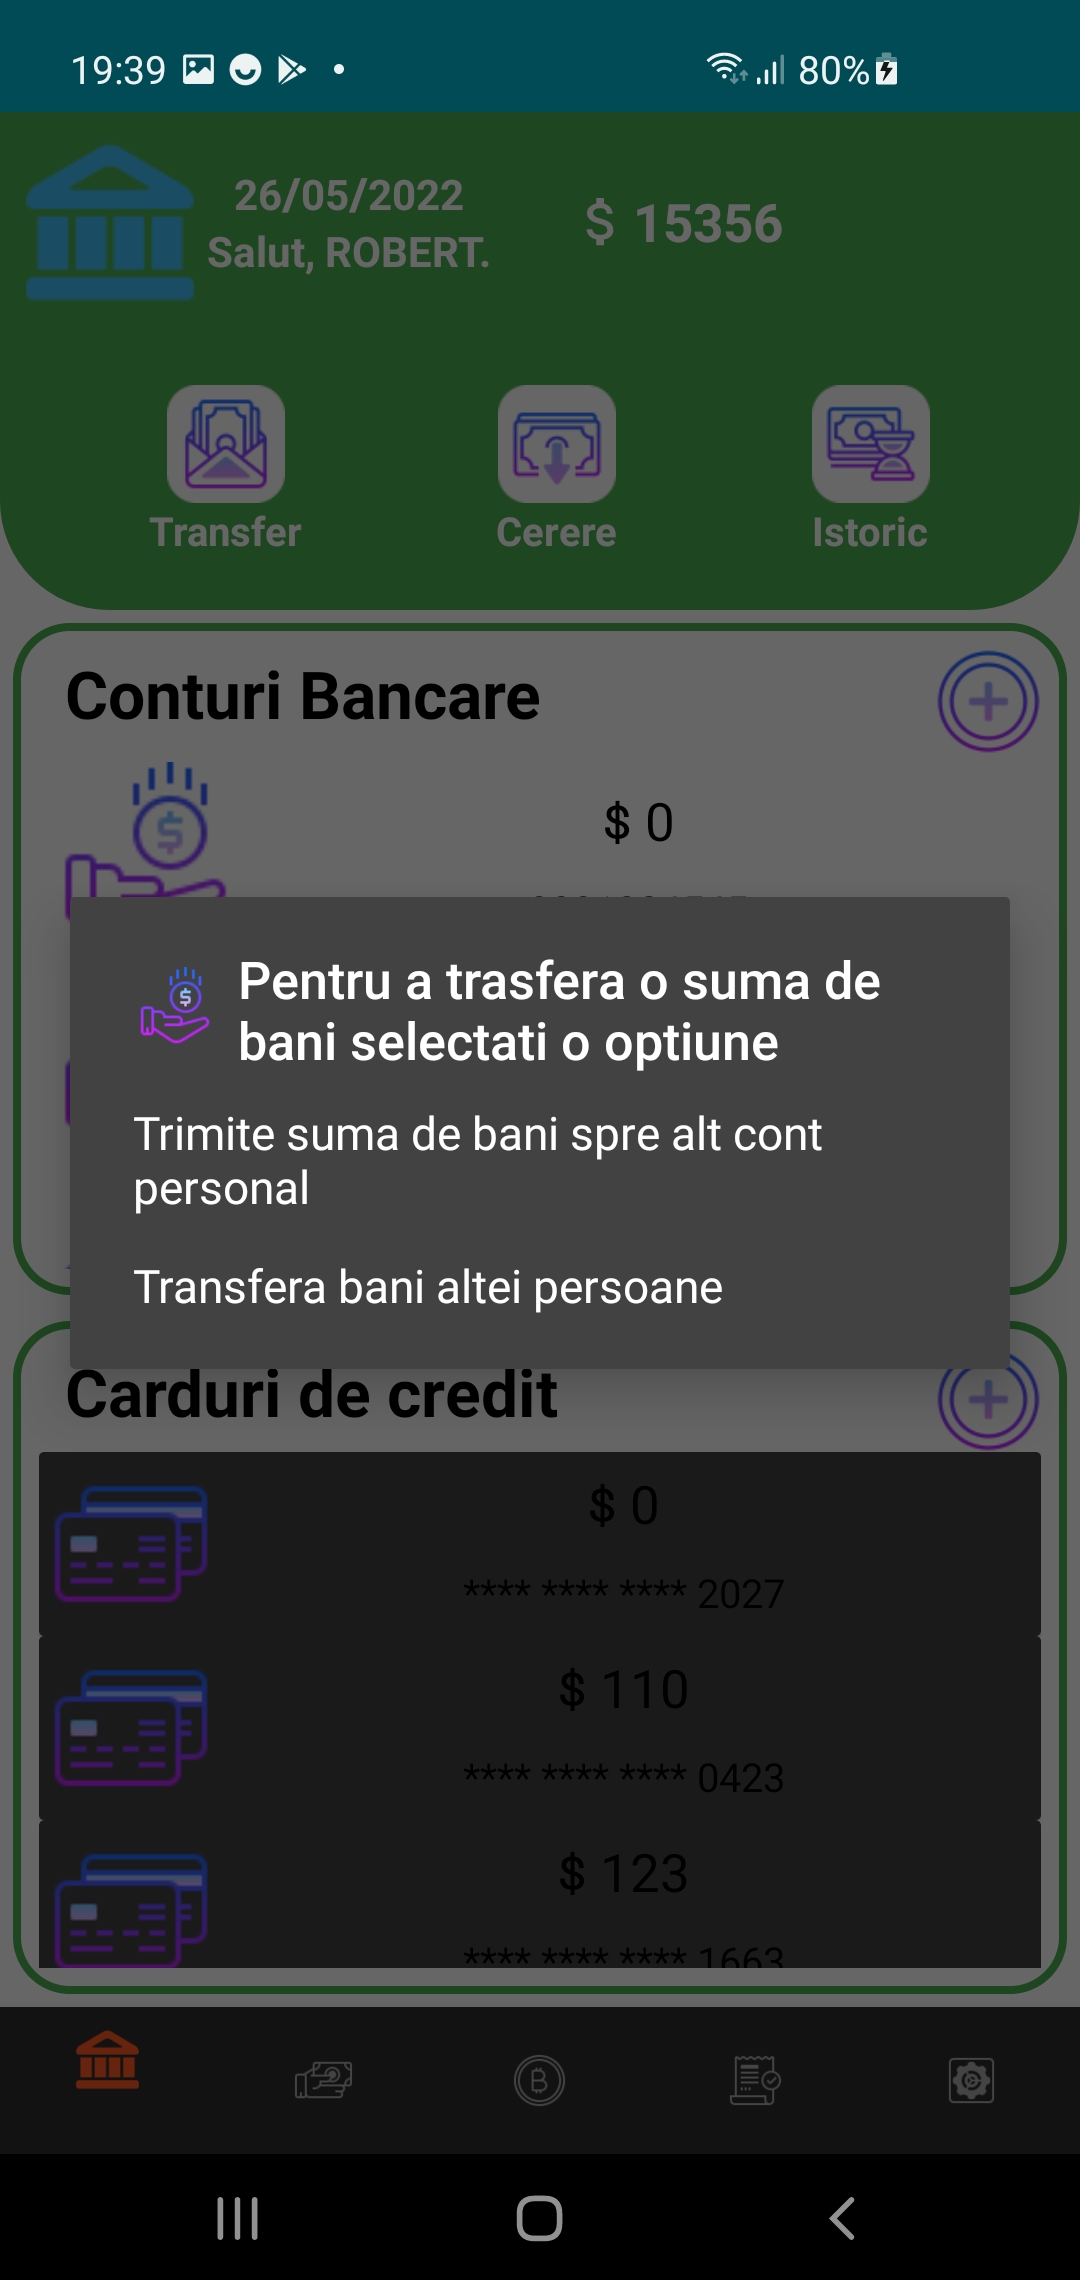 19:39
80%
26/05/2022
Salut, ROBERT.
$ 15356
Transfer
Cerere
Istoric
Conturi Bancare
$ 0
Pentru a trasfera o suma de
bani selectati o optiune
Trimite suma de bani spre alt cont
personal
Transfera bani altei persoane
Carduri de credit
$ 0
**** **** **** 2027
$ 110
**** **** **** 0423
$ 123
**** **** **** 1663